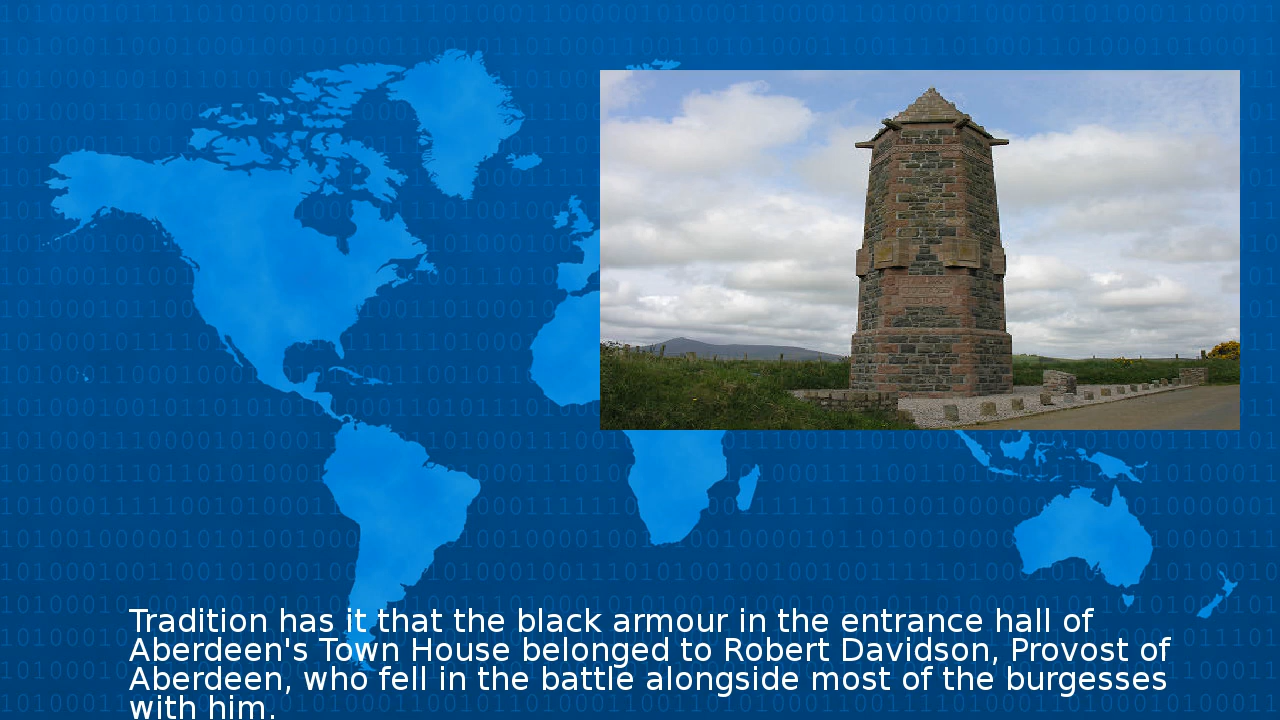 Tradition has it that the black armour in the entrance hall of
Aberdeen's Town House belonged to Robert Davidson, Provost of
Aberdeen, who fell in the battle alongside most of the burgesses
with him.